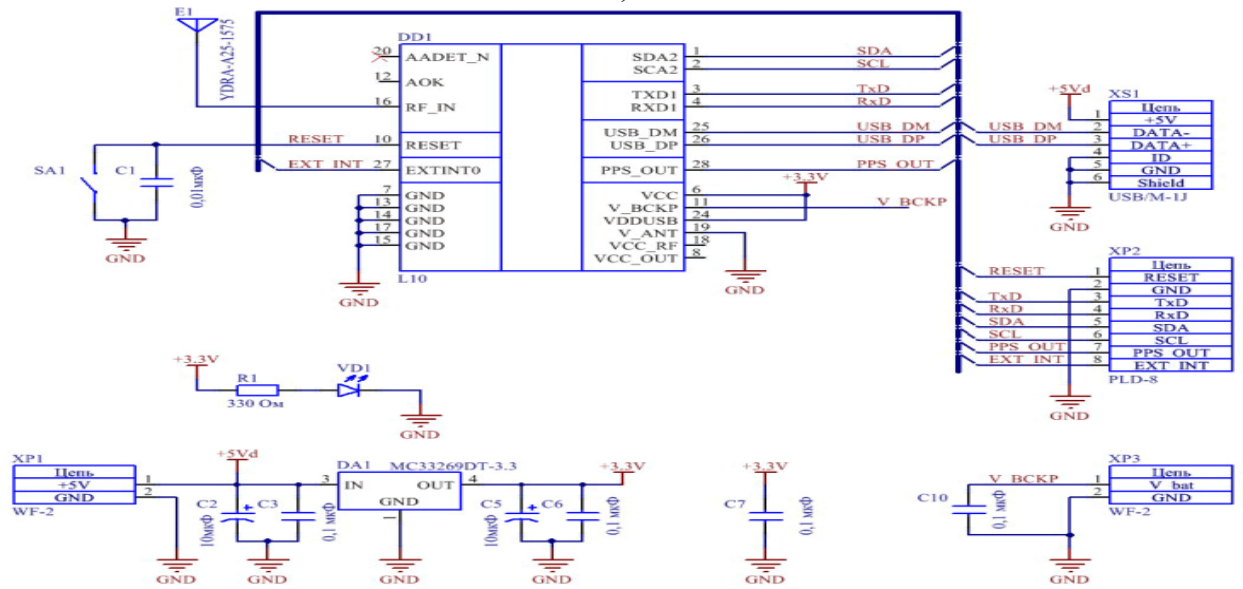 E1
YDRA-A25-1575
DD1
20 AADET_N
12 AOK
16 RF_IN
RESET 10 RESET
EXT_INT 27 EXTINT0
7 GND
13 GND
14 GND
17 GND
15 GND
GND
L10
SDA2 1 SDA
SCA2 2 SCL
TXD1 3 TxD
RXD1 4 RxD
USB_DM 25 USB_DM
USB_DP 26 USB_DP
PPS_OUT 28 PPS_OUT
+3.3V
VCC 6
V_BCKP 11 V_BCKP
VDDUSB 24
V_ANT 19
VCC_RF 18
VCC_OUT 8
GND
SA1
C1
0,01мкФ
GND
+5Vd
XS1
Цепь
1 +5V
USB_DM 2 DATA-
USB_DP 3 DATA+
4 ID
5 GND
6 Shield
USB/M-1J
GND
XP2
Цепь
RESET 1 RESET
2 GND
TxD 3 TxD
RxD 4 RxD
SDA 5 SDA
SCL 6 SCL
PPS_OUT 7 PPS_OUT
EXT_INT 8 EXT_INT
PLD-8
GND
+3.3V
R1
330 Ом
VD1
GND
XP1
Цепь
+5V 1
GND 2
WF-2
GND
+5Vd
C2
10мкФ
C3
0,1 мкФ
GND
DA1 MC33269DT-3.3
3 IN OUT 4
GND
1
GND
+3.3V
C5
10мкФ
C6
0,1 мкФ
GND
+3.3V
C7
0,1 мкФ
GND
XP3
Цепь
V_BCKP 1 V_bat
2 GND
WF-2
C10
0,1 мкФ
GND